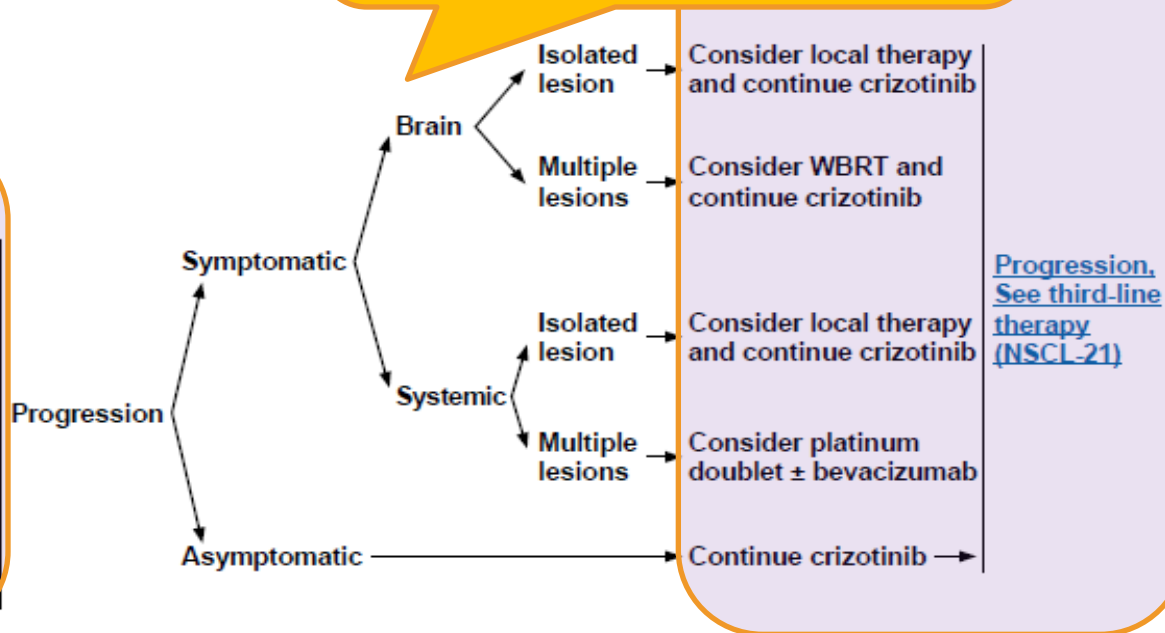 Isolated
lesion
Consider local therapy
and continue crizotinib
Brain
Multiple
lesions
Consider WBRT and
continue crizotinib
Symptomatic
Progression,
See third-line
therapy
(NSCL-21)
Isolated
lesion
Consider local therapy
and continue crizotinib
Systemic
Progression
Multiple
lesions
Consider platinum
doublet ± bevacizumab
Asymptomatic
Continue crizotinib